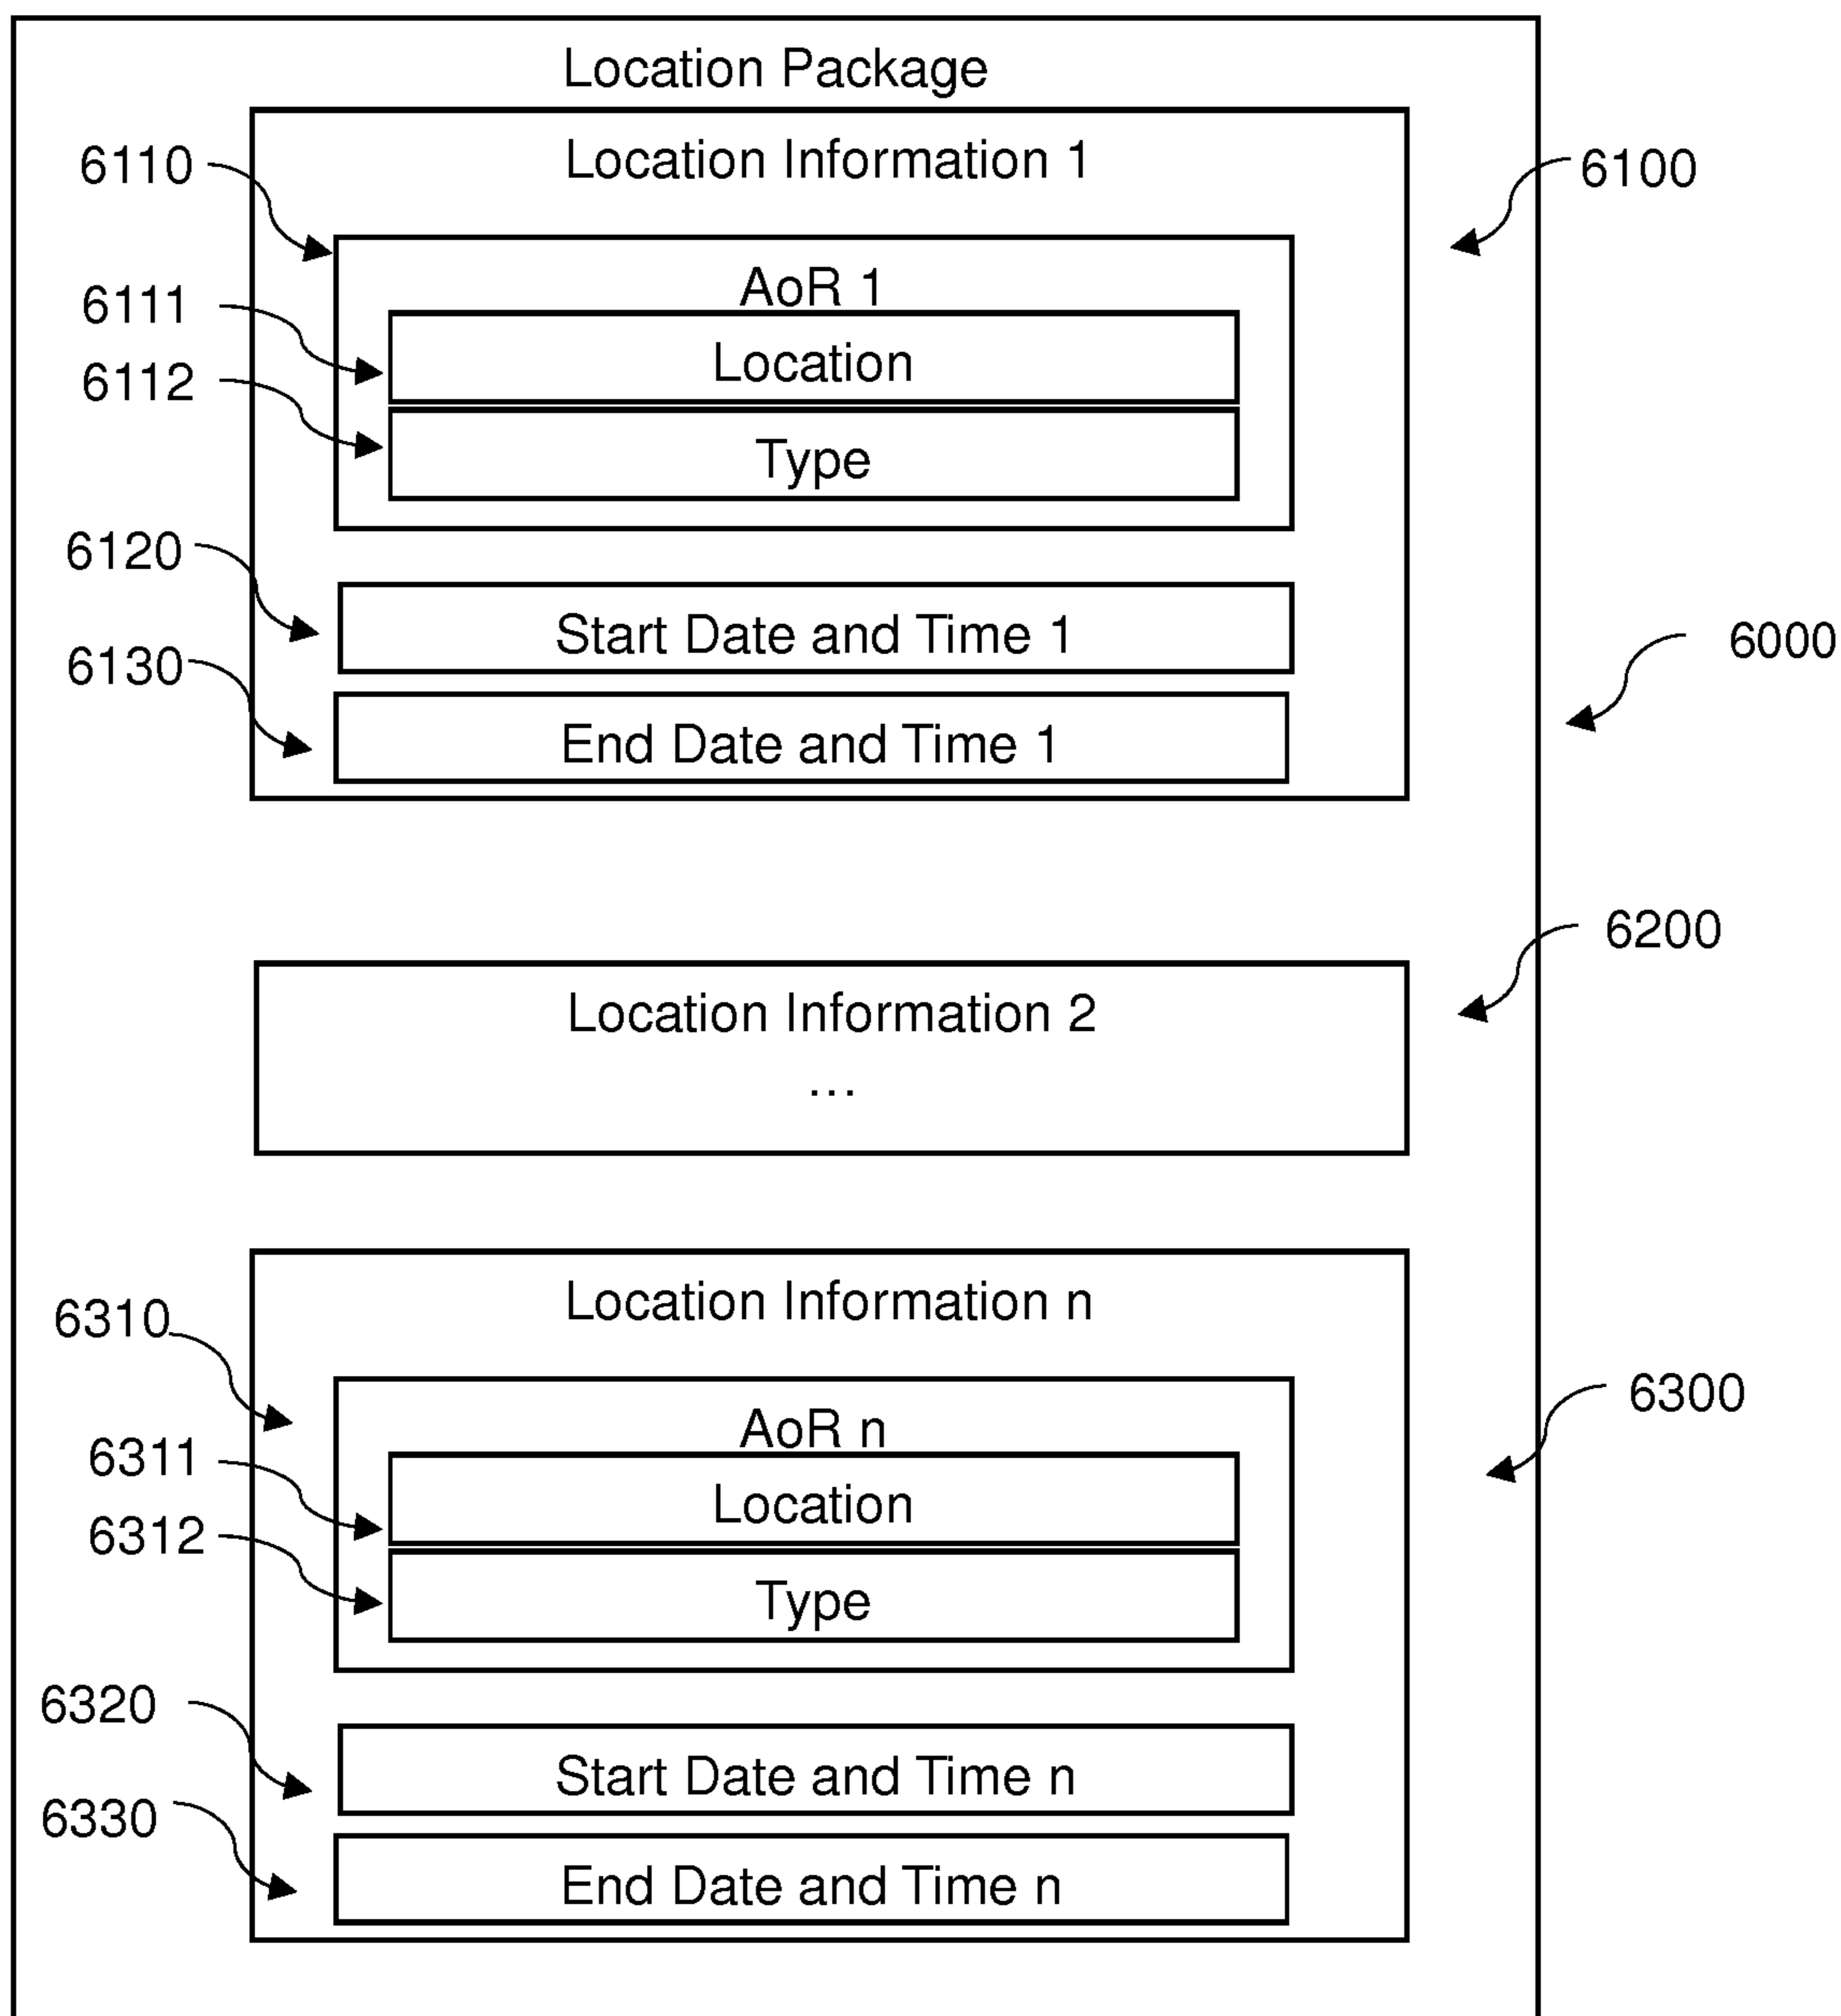 Location Package
Location Information 1
6110
6100
AoR 1
6111
Location
6112
Type
6120
Start Date and Time 1
6000
6130
End Date and Time 1
6200
Location Information 2
...
Location Information n
6310
6300
AoR n
6311
Location
6312
Type
6320
Start Date and Time n
6330
End Date and Time n